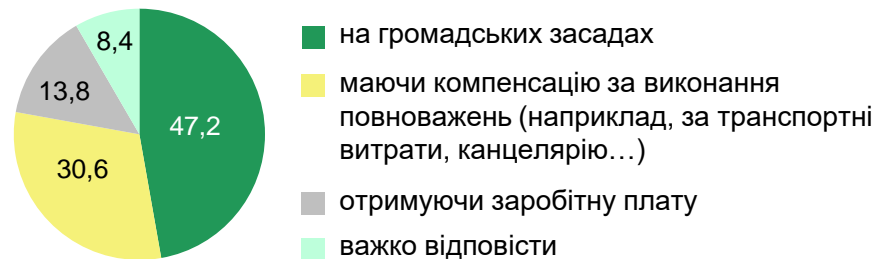 8,4
13,8
47,2
30,6
на громадських засадах
маючи компенсацію за виконання
повноважень (наприклад, за транспортні
витрати, канцелярію…)
отримуючи заробітну плату
важко відповісти